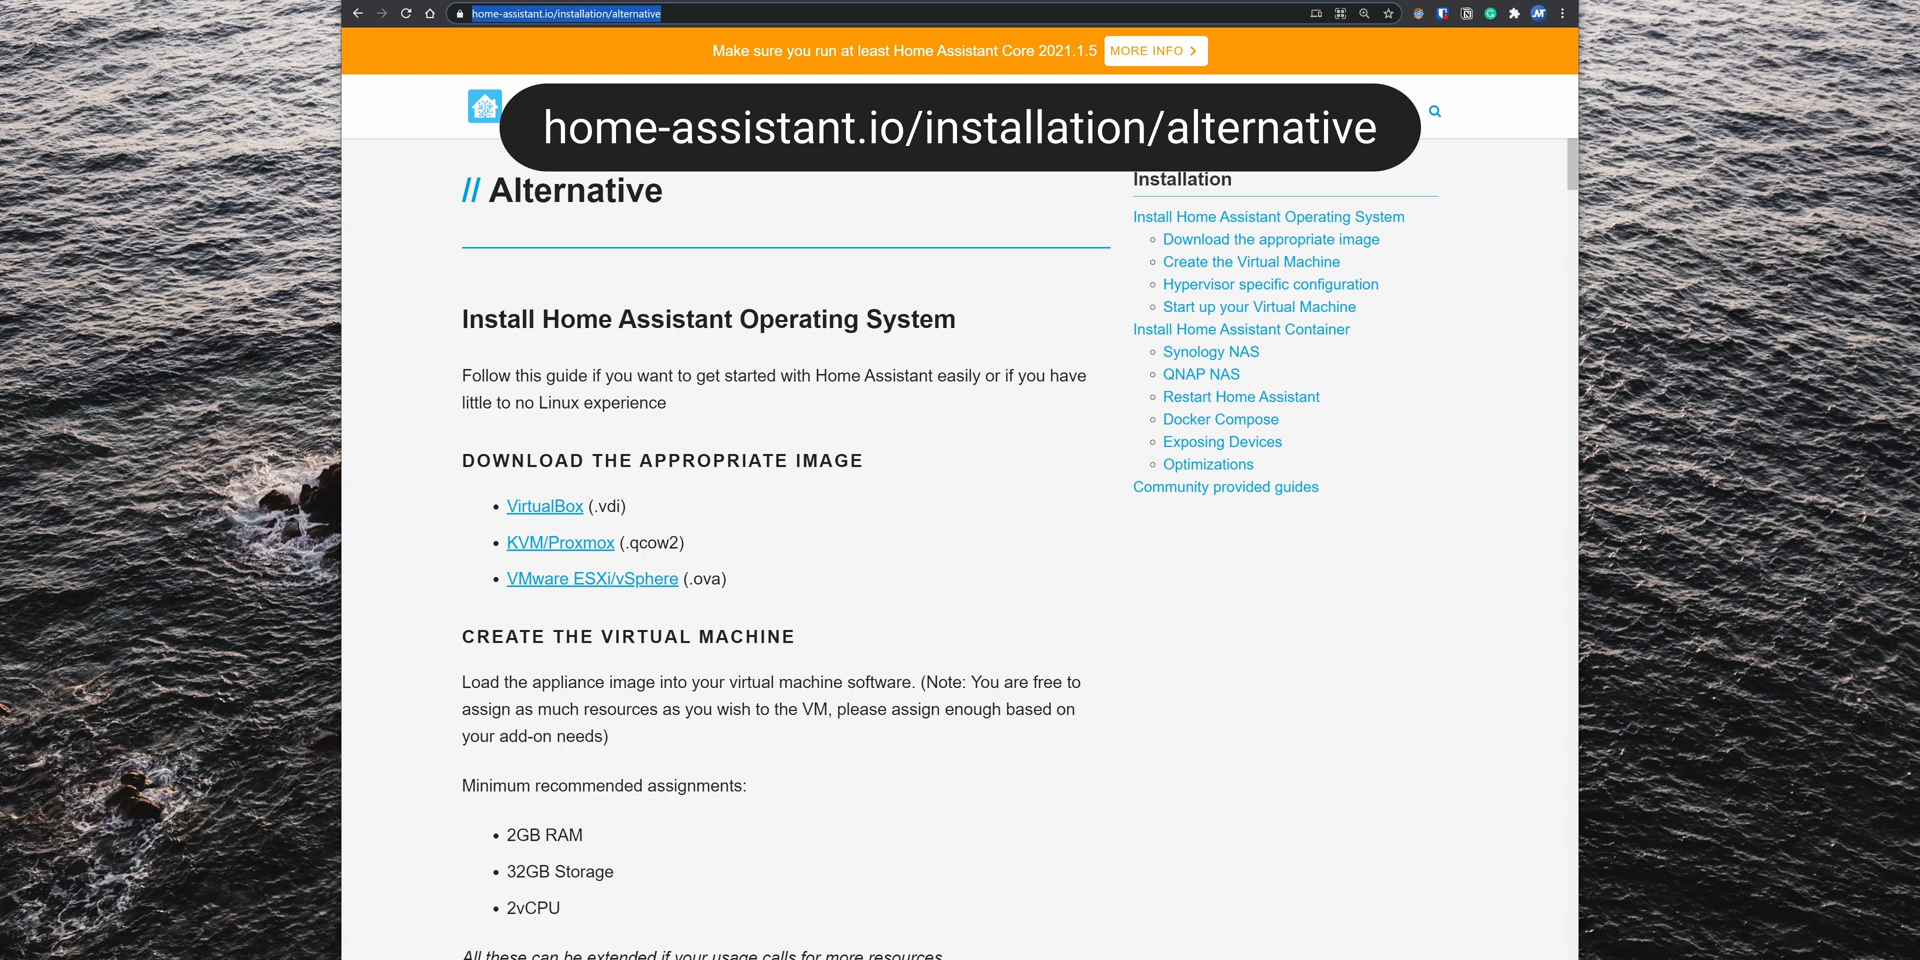 home-assistant.io/installation/alternative
Make sure you run at least Home Assistant Core 2021.1.5 MORE INFO
home-assistant.io/installation/alternative
// Alternative
Install Home Assistant Operating System
Follow this guide if you want to get started with Home Assistant easily or if you have
little to no Linux experience
DOWNLOAD THE APPROPRIATE IMAGE
VirtualBox (.vdi)
KVM/Proxmox (.qcow2)
VMware ESXi/vSphere (.ova)
CREATE THE VIRTUAL MACHINE
Load the appliance image into your virtual machine software. (Note: You are free to
assign as much resources as you wish to the VM, please assign enough based on
your add-on needs)
Minimum recommended assignments:
2GB RAM
32GB Storage
2vCPU
All these can be extended if your usage calls for more resources.
Installation
Install Home Assistant Operating System
Download the appropriate image
Create the Virtual Machine
Hypervisor specific configuration
Start up your Virtual Machine
Install Home Assistant Container
Synology NAS
QNAP NAS
Restart Home Assistant
Docker Compose
Exposing Devices
Optimizations
Community provided guides